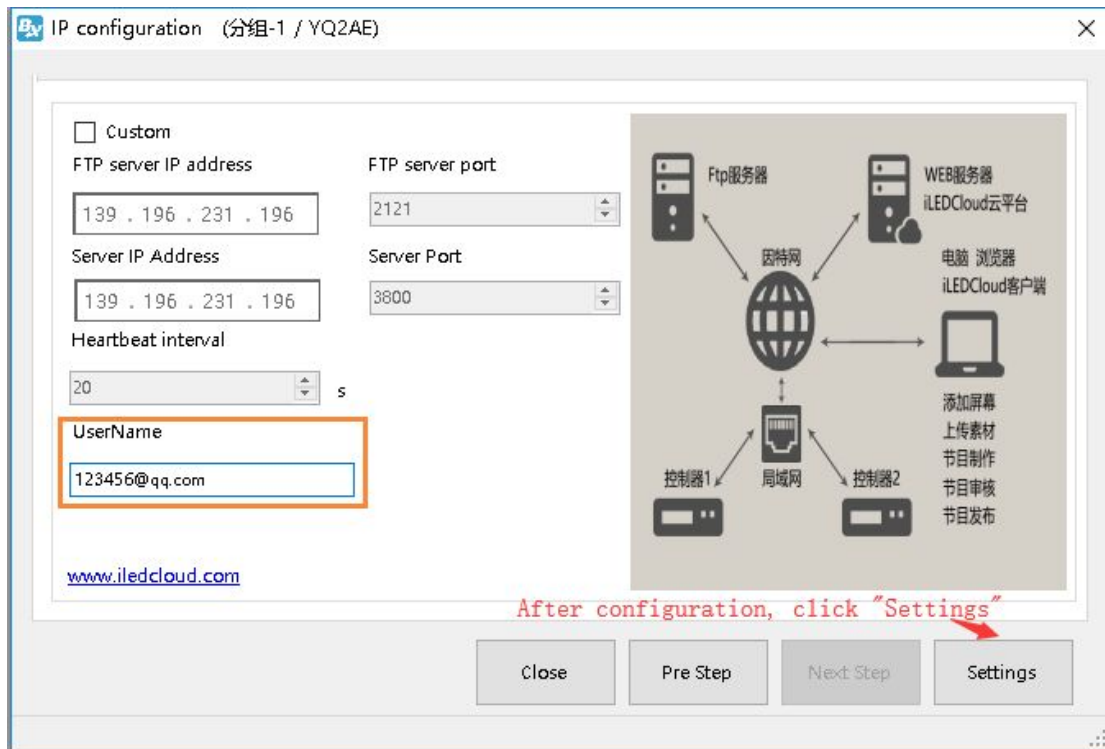 BX IP configuration (分组-1 / YQ2AE)
Custom
FTP server IP address
FTP server port
139 . 196 . 231 . 196
2121
Server IP Address
Server Port
139 . 196 . 231 . 196
3800
Heartbeat interval
20
s
UserName
123456@qq.com
www.iledcloud.com
Ftp服务器
WEB服务器
iLEDCloud云平台
因特网
电脑 浏览器
iLEDCloud客户端
添加屏幕
上传素材
节目制作
节目审核
节目发布
控制器1
局域网
控制器2
After configuration, click "Settings"
Close
Pre Step
Next Step
Settings